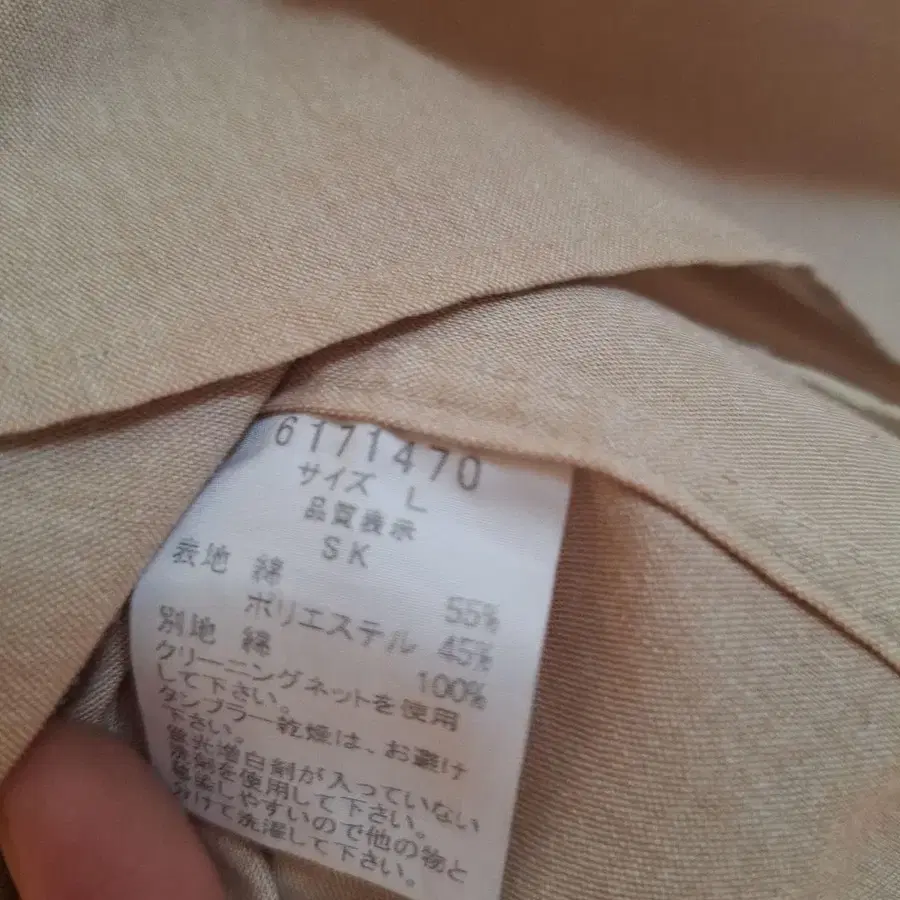 6171470
サイズ L
品質表示
SK
表地 綿 55%
ポリエステル 45%
別地 綿 100%
クリーニングネットを使用
して下さい。
タンブラー乾燥は、お避け
下さい。
蛍光増白剤が入っていない
洗剤を使用して下さい。
移染しやすいので他の物と
分けて洗濯して下さい。